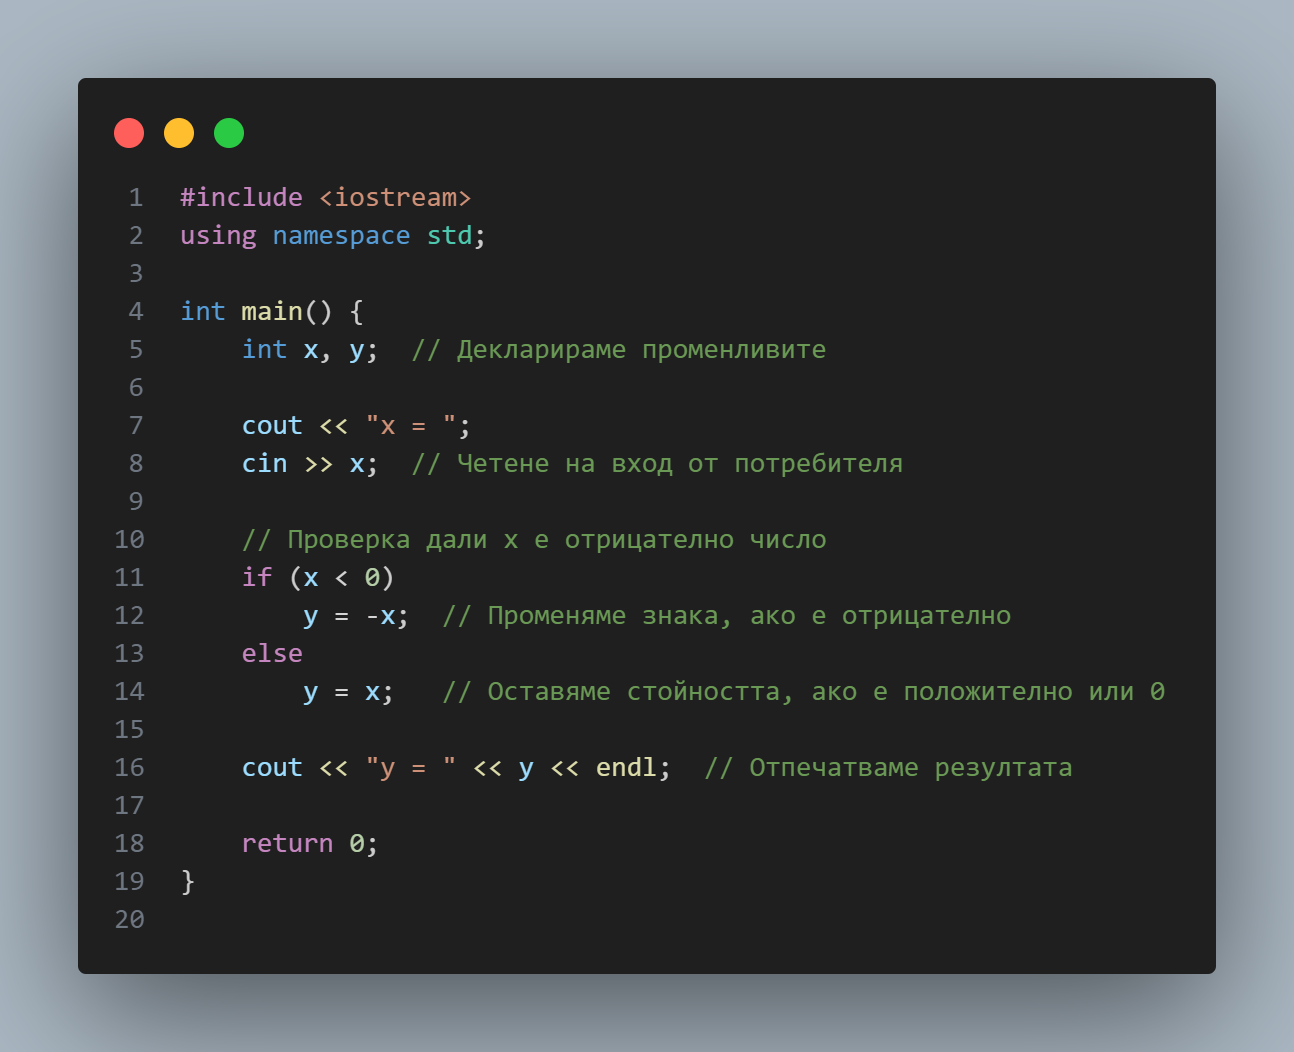 1 #include <iostream>
2 using namespace std;
3
4 int main() {
5     int x, y;  // Декларираме променливите
6
7     cout << "x = ";
8     cin >> x;  // Четене на вход от потребителя
9
10     // Проверка дали x е отрицателно число
11     if (x < 0)
12         y = -x;  // Променяме знака, ако е отрицателно
13     else
14         y = x;   // Оставяме стойността, ако е положително или 0
15
16     cout << "y = " << y << endl;  // Отпечатваме резултата
17
18     return 0;
19 }
20